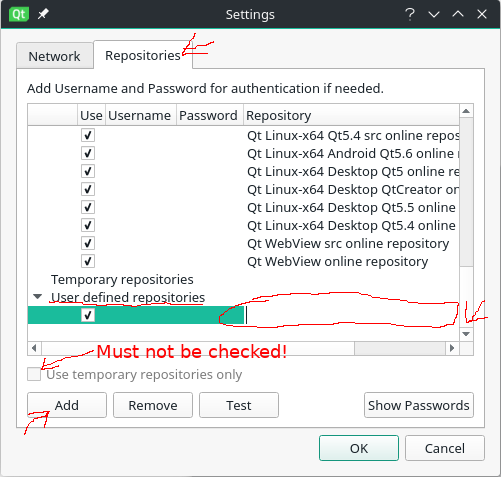 Qt
Settings
Network
Repositories
Add Username and Password for authentication if needed.
Use Username Password Repository
Qt Linux-x64 Qt5.4 src online repos
Qt Linux-x64 Android Qt5.6 online
Qt Linux-x64 Desktop Qt5 online re
Qt Linux-x64 Desktop QtCreator on
Qt Linux-x64 Desktop Qt5.5 online
Qt Linux-x64 Desktop Qt5.4 online
Qt WebView src online repository
Qt WebView online repository
Temporary repositories
User defined repositories
Must not be checked!
Use temporary repositories only
Add Remove Test Show Passwords
OK Cancel